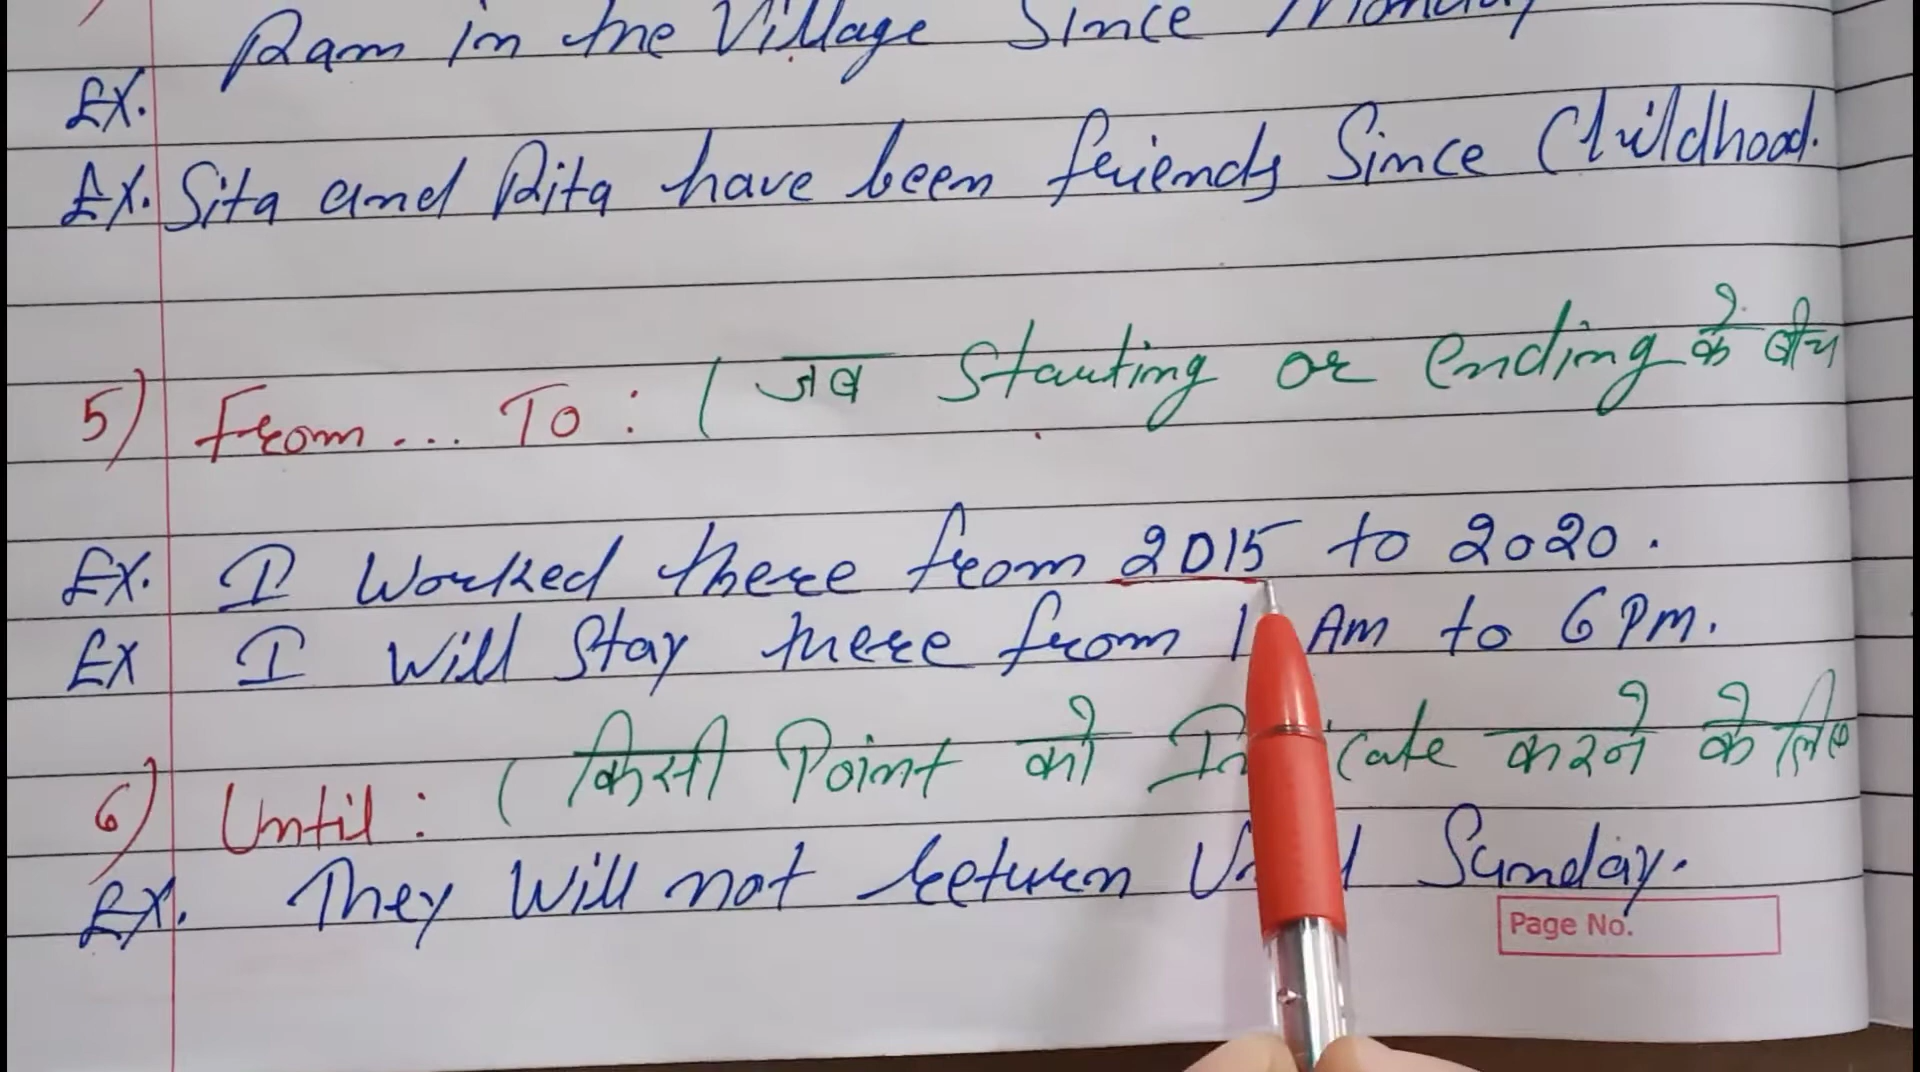 Ram in the Village Since Monday
Ex.
Ex. Sita and Rita have been friends Since Childhood.
5) From... To : ( जब Starting or ending के बीच
Ex. I Worked there from 2015 to 2020.
Ex I Will Stay there from Am to 6 Pm.
6) Until : ( किसी Point को करने के लिए
Ex. They Will not return Sunday.
Page No.